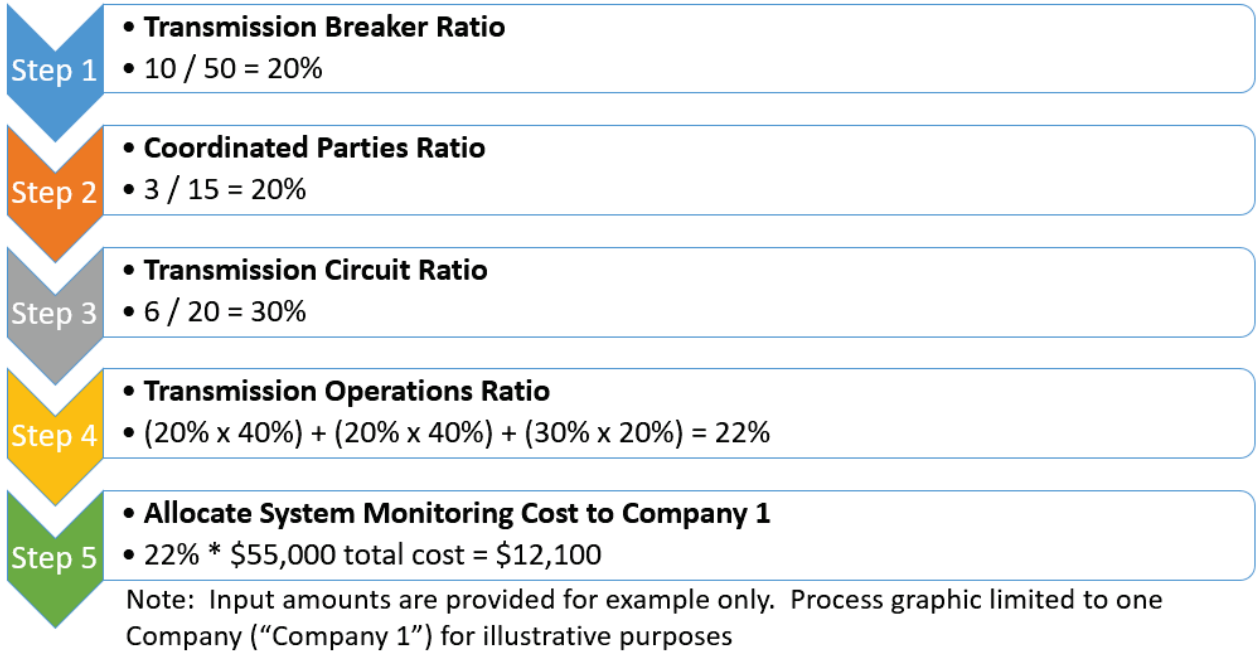 Step 1
• Transmission Breaker Ratio
• 10 / 50 = 20%
Step 2
• Coordinated Parties Ratio
• 3 / 15 = 20%
Step 3
• Transmission Circuit Ratio
• 6 / 20 = 30%
Step 4
• Transmission Operations Ratio
• (20% x 40%) + (20% x 40%) + (30% x 20%) = 22%
Step 5
• Allocate System Monitoring Cost to Company 1
• 22% * $55,000 total cost = $12,100
Note:  Input amounts are provided for example only.  Process graphic limited to one
Company (“Company 1”) for illustrative purposes